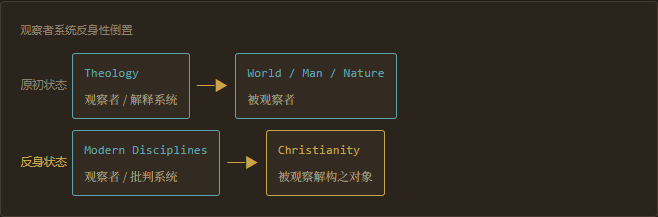 观察者系统反身性倒置
原初状态
Theology
观察者 / 解释系统
World / Man / Nature
被观察者
反身状态
Modern Disciplines
观察者 / 批判系统
Christianity
被观察解构之对象